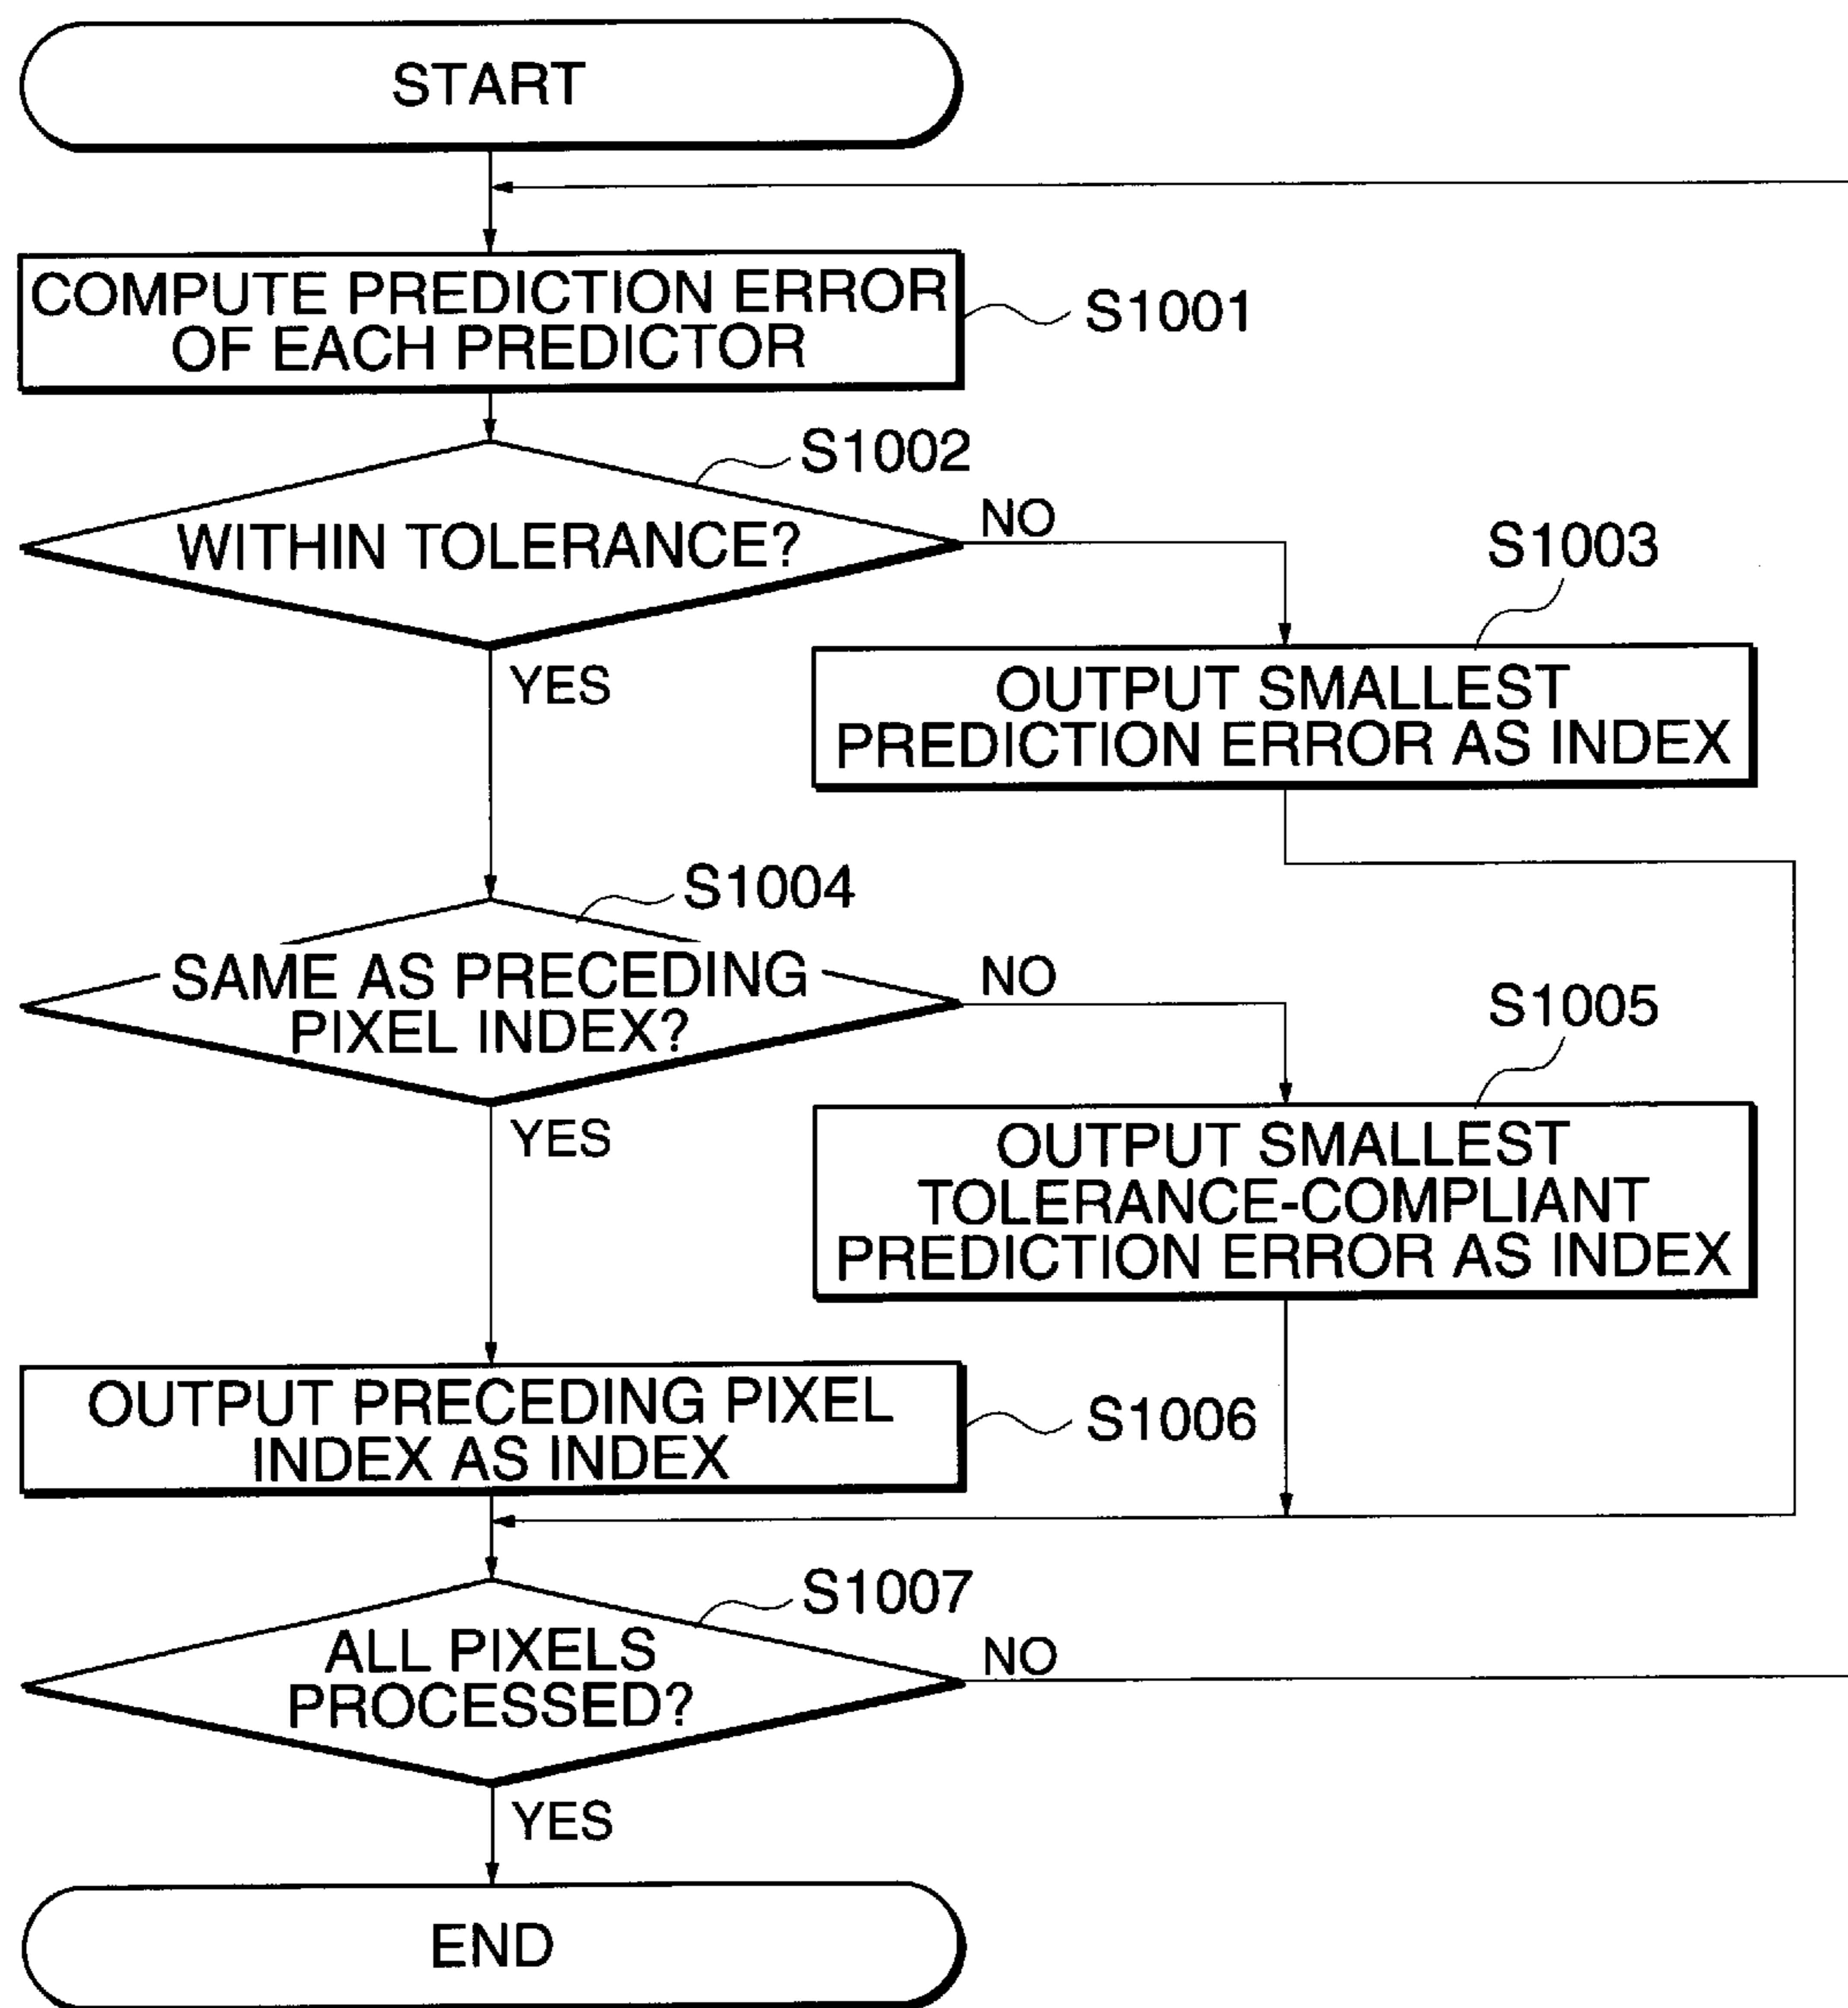 START
COMPUTE PREDICTION ERROR
OF EACH PREDICTOR
S1001
S1002
WITHIN TOLERANCE?
NO
YES
S1003
OUTPUT SMALLEST
PREDICTION ERROR AS INDEX
S1004
SAME AS PRECEDING
PIXEL INDEX?
NO
YES
S1005
OUTPUT SMALLEST
TOLERANCE-COMPLIANT
PREDICTION ERROR AS INDEX
OUTPUT PRECEDING PIXEL
INDEX AS INDEX
S1006
S1007
ALL PIXELS
PROCESSED?
NO
YES
END